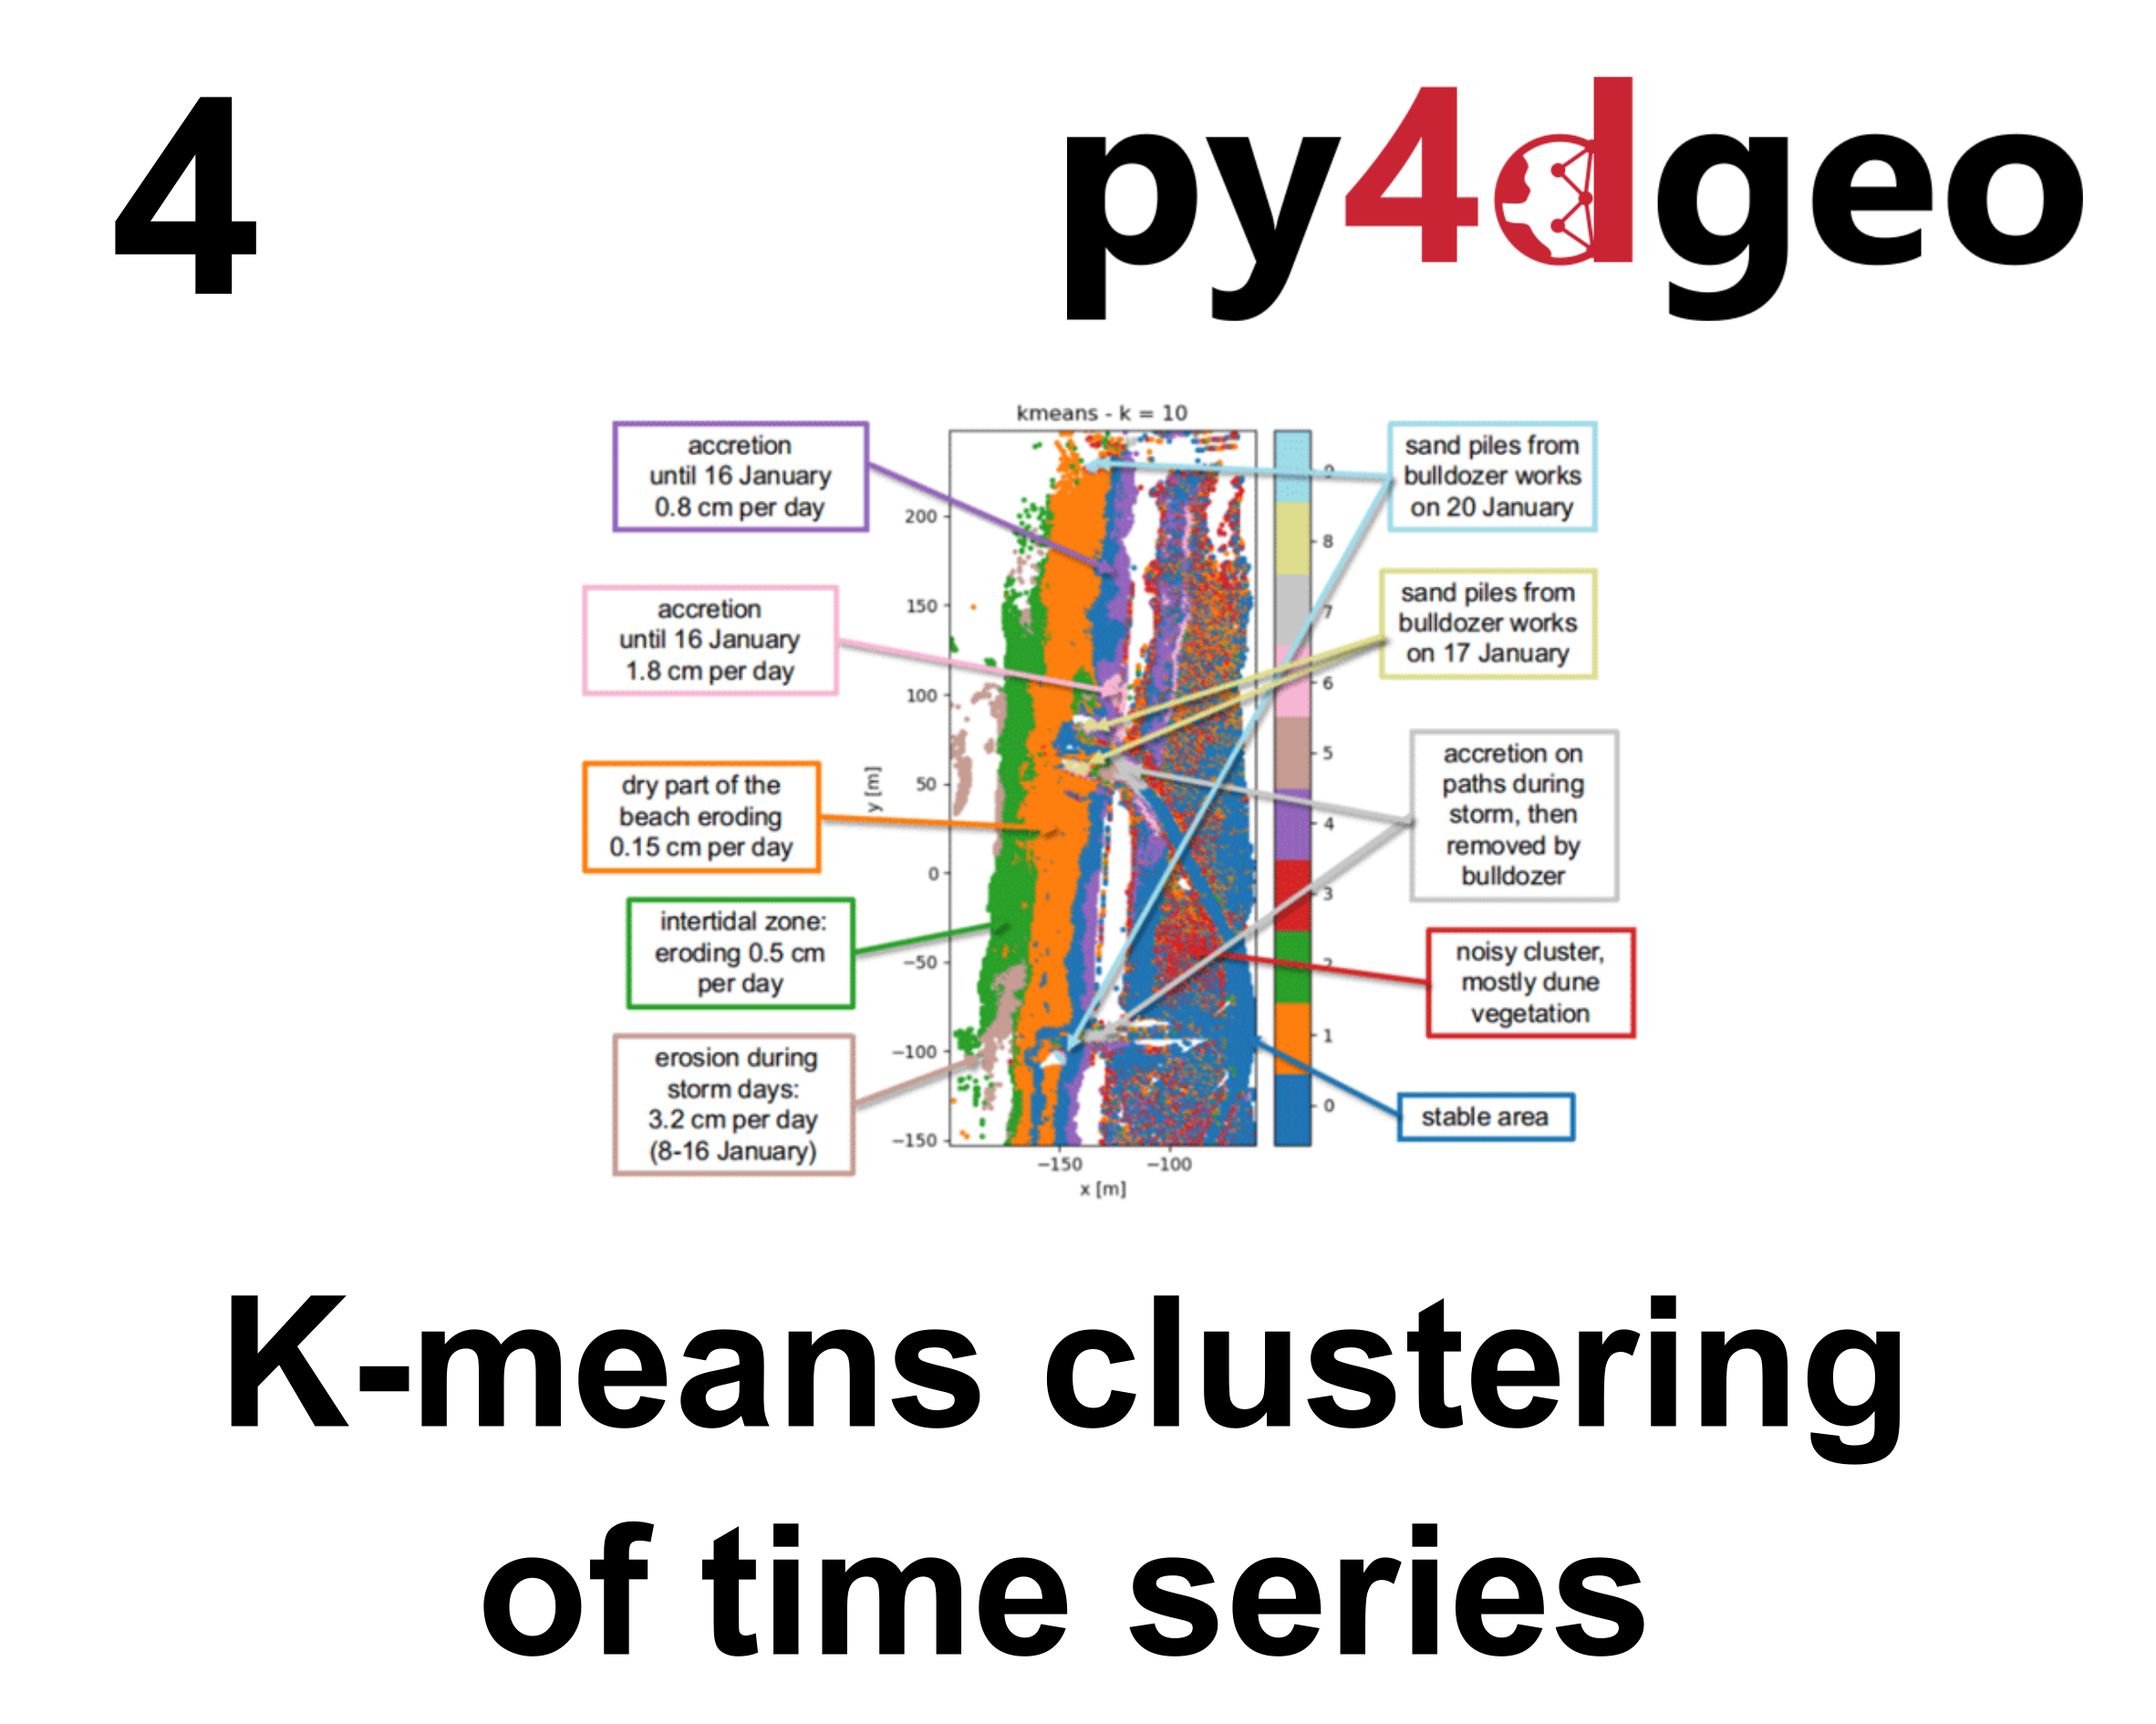 4
py4dgeo
kmeans - k = 10
accretion
until 16 January
0.8 cm per day
accretion
until 16 January
1.8 cm per day
dry part of the
beach eroding
0.15 cm per day
intertidal zone:
eroding 0.5 cm
per day
erosion during
storm days:
3.2 cm per day
(8-16 January)
y [m]
200
150
100
50
0
−50
−100
−150
−150
−100
x [m]
9
8
7
6
5
4
3
2
1
0
sand piles from
bulldozer works
on 20 January
sand piles from
bulldozer works
on 17 January
accretion on
paths during
storm, then
removed by
bulldozer
noisy cluster,
mostly dune
vegetation
stable area
K-means clustering
of time series